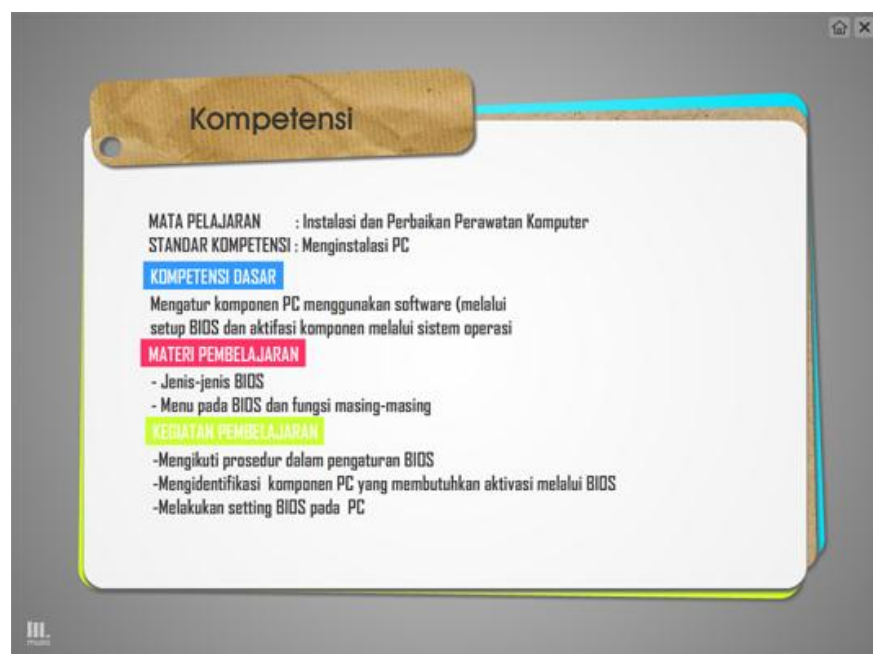 Kompetensi
MATA PELAJARAN : Instalasi dan Perbaikan Perawatan Komputer
STANDAR KOMPETENSI : Menginstalasi PC
KOMPETENSI DASAR
Mengatur komponen PC menggunakan software (melalui
setup BIOS dan aktifasi komponen melalui sistem operasi
MATERI PEMBELAJARAN
- Jenis-jenis BIOS
- Menu pada BIOS dan fungsi masing-masing
KEGIATAN PEMBELAJARAN
-Mengikuti prosedur dalam pengaturan BIOS
-Mengidentifikasi komponen PC yang membutuhkan aktivasi melalui BIOS
-Melakukan setting BIOS pada PC
music